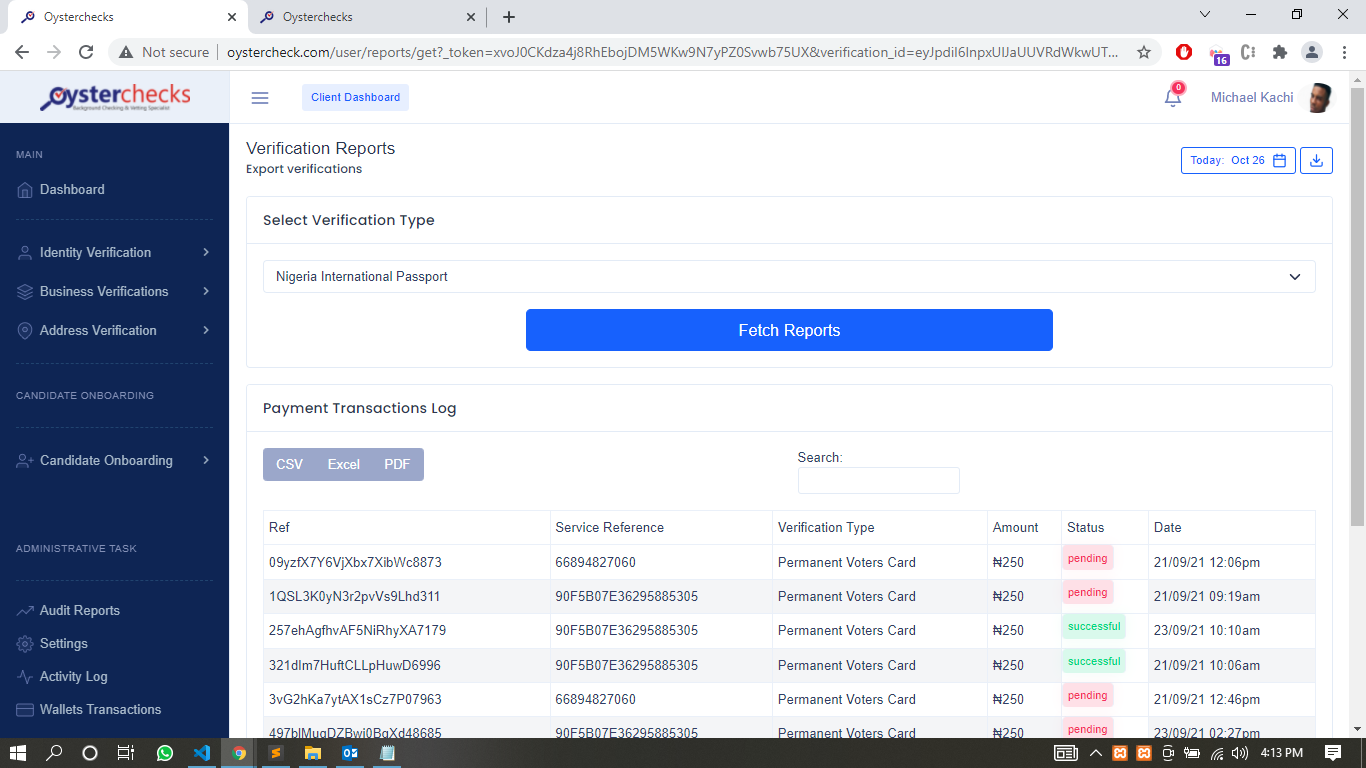 Oysterchecks
Oysterchecks
Not secure
oystercheck.com/user/reports/get?_token=xvoJ0CKdza4j8RhEbojDM5WKw9N7yPZ0Svwb75UX&verification_id=eyJpdiI6InpxUlJaUUVRdWkwUT...
16
Oysterchecks
Background Checking & Vetting Specialist
Client Dashboard
0
Michael Kachi
MAIN
Dashboard
Identity Verification
Business Verifications
Address Verification
CANDIDATE ONBOARDING
Candidate Onboarding
ADMINISTRATIVE TASK
Audit Reports
Settings
Activity Log
Wallets Transactions
Verification Reports
Export verifications
Today: Oct 26
Select Verification Type
Nigeria International Passport
Fetch Reports
Payment Transactions Log
CSV Excel PDF
Search:
Ref Service Reference Verification Type Amount Status Date
09yzfX7Y6VjXbx7XibWc8873 66894827060 Permanent Voters Card ₦250 pending 21/09/21 12:06pm
1QSL3K0yN3r2pvVs9Lhd311 90F5B07E36295885305 Permanent Voters Card ₦250 pending 21/09/21 09:19am
257ehAgfhvAF5NiRhyXA7179 90F5B07E36295885305 Permanent Voters Card ₦250 successful 23/09/21 10:10am
321dIm7HuftCLLpHuwD6996 90F5B07E36295885305 Permanent Voters Card ₦250 successful 21/09/21 10:06am
3vG2hKa7ytAX1sCz7P07963 66894827060 Permanent Voters Card ₦250 pending 21/09/21 12:46pm
497bIMuqDZBwj0BqXd48685 90F5B07E36295885305 Permanent Voters Card ₦250 pending 23/09/21 02:27pm
4:13 PM